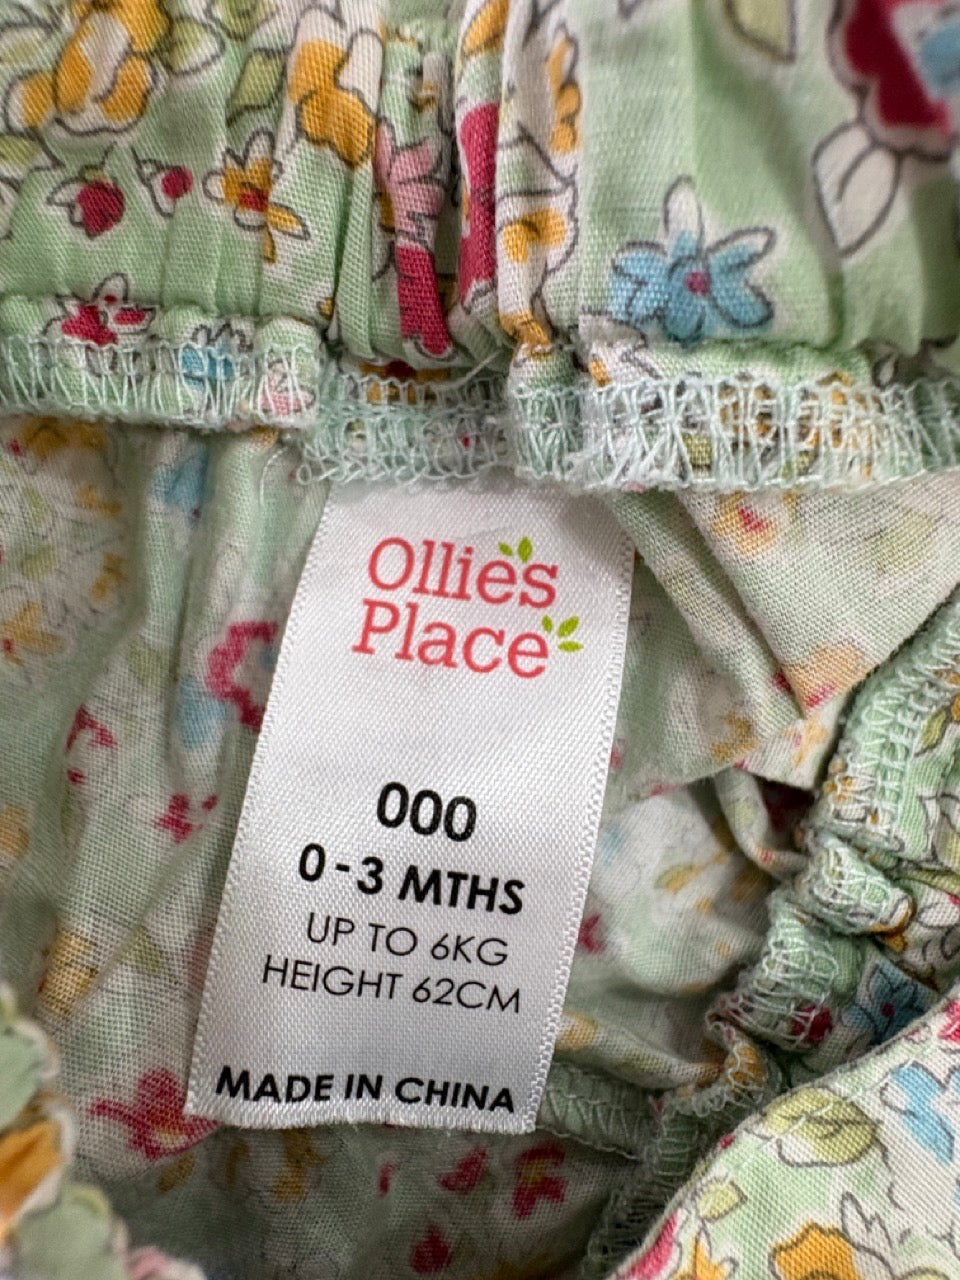 Ollie's
Place
000
0-3 MTHS
UP TO 6KG
HEIGHT 62CM
MADE IN CHINA